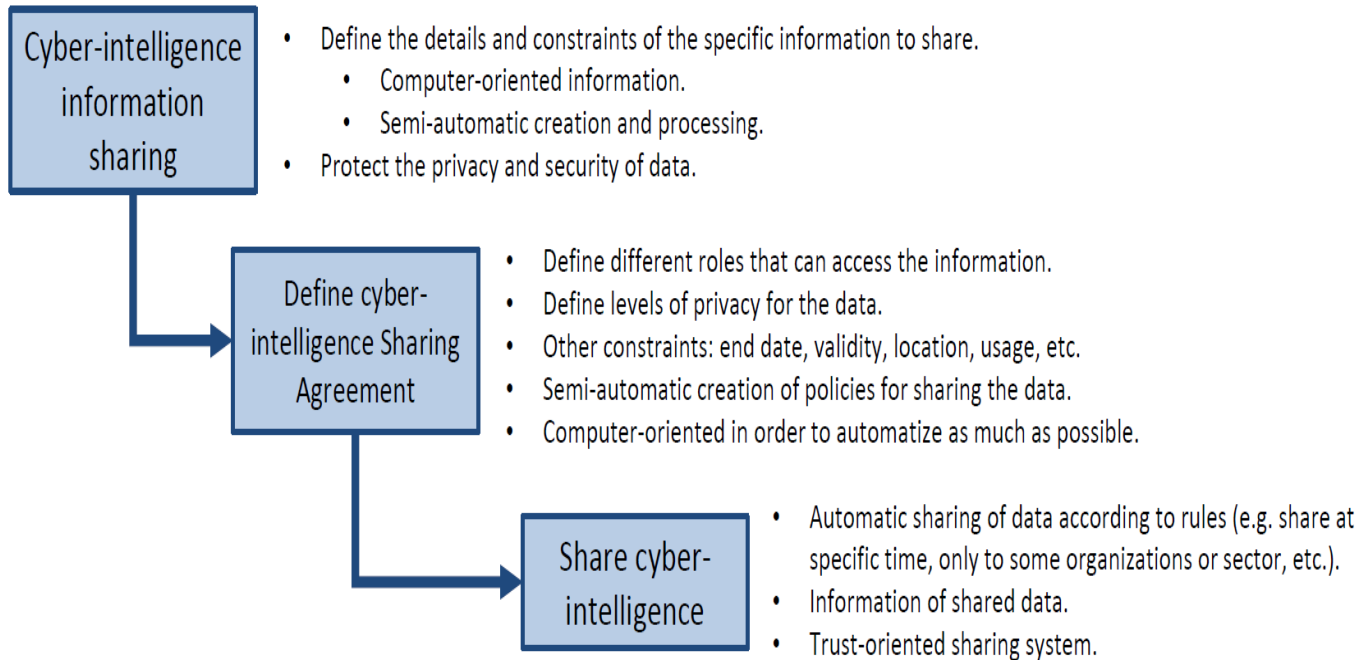 Cyber-intelligence
information
sharing
• Define the details and constraints of the specific information to share.
• Computer-oriented information.
• Semi-automatic creation and processing.
• Protect the privacy and security of data.
Define cyber-
intelligence Sharing
Agreement
• Define different roles that can access the information.
• Define levels of privacy for the data.
• Other constraints: end date, validity, location, usage, etc.
• Semi-automatic creation of policies for sharing the data.
• Computer-oriented in order to automatize as much as possible.
Share cyber-
intelligence
• Automatic sharing of data according to rules (e.g. share at
specific time, only to some organizations or sector, etc.).
• Information of shared data.
• Trust-oriented sharing system.